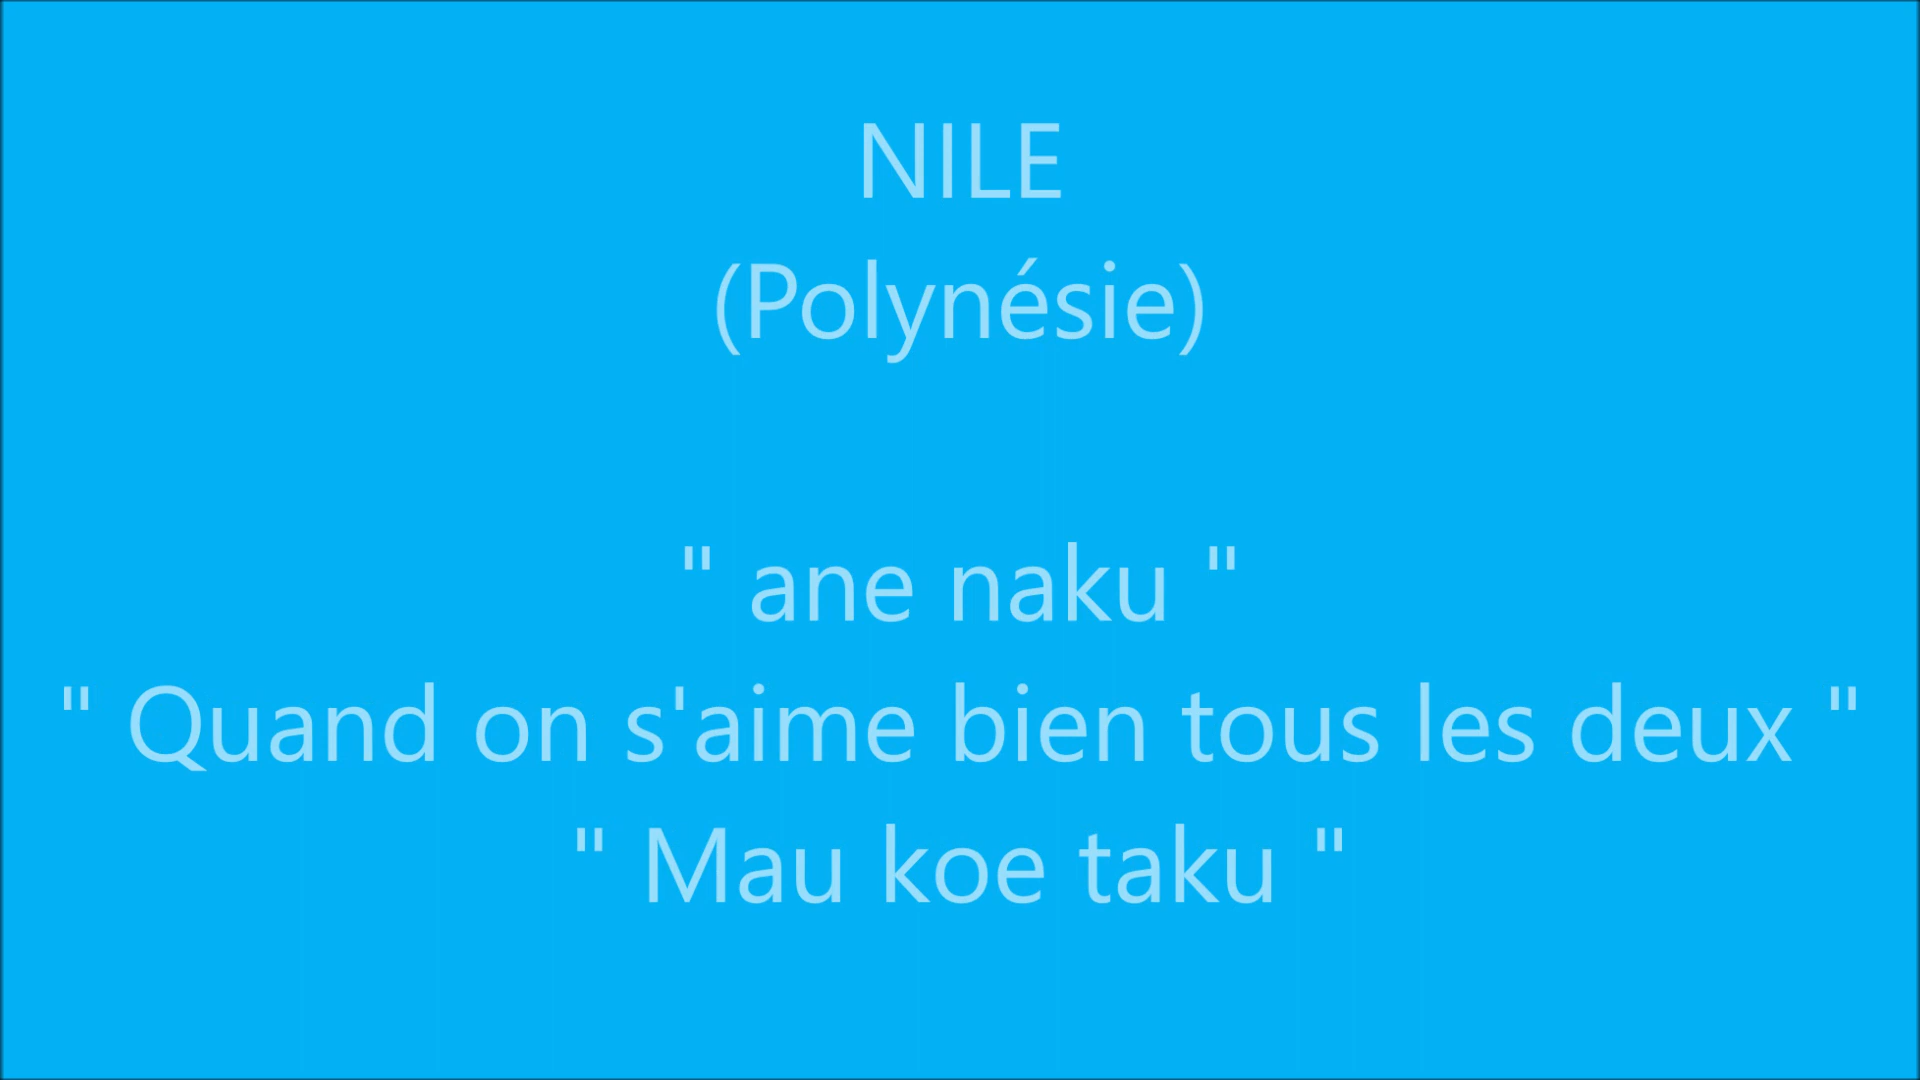 NILE
(Polynésie)
" ane naku "
" Quand on s'aime bien tous les deux "
" Mau koe taku "